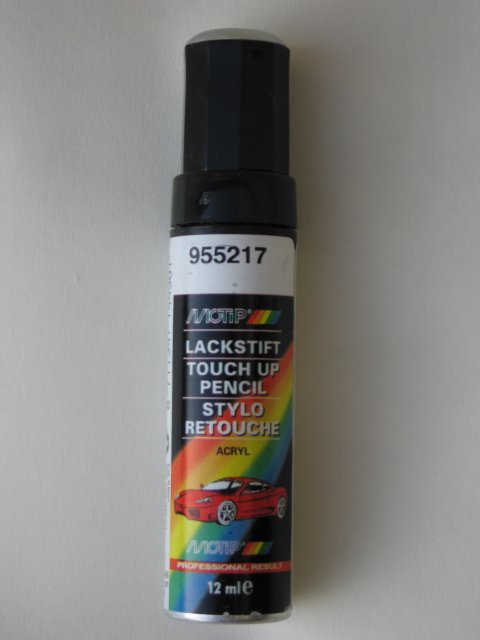 955217
MOTIP®
LACKSTIFT
TOUCH UP
PENCIL
STYLO
RETOUCHE
ACRYL
MOTIP®
PROFESSIONAL RESULT
12 ml e